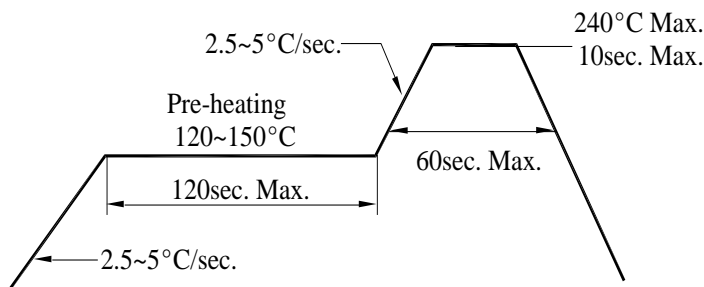 240°C Max.
10sec. Max.
2.5~5°C/sec.
Pre-heating
120~150°C
60sec. Max.
120sec. Max.
2.5~5°C/sec.